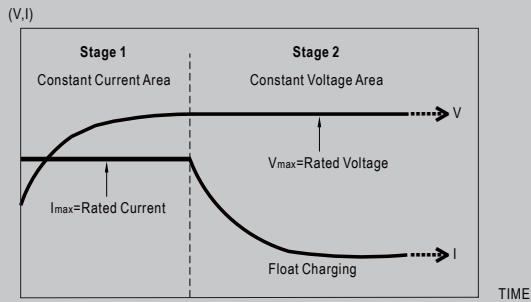 (V,I)
Stage 1
Stage 2
Constant Current Area
Constant Voltage Area
V
Vmax=Rated Voltage
Imax=Rated Current
I
Float Charging
TIME